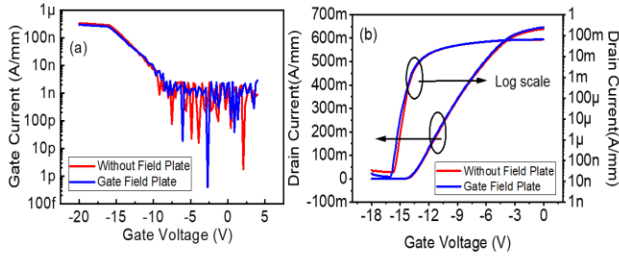 (a)
Gate Current (A/mm)
1µ
100n
10n
1n
100p
10p
1p
100f
Without Field Plate
Gate Field Plate
-20 -15 -10 -5 0 5
Gate Voltage (V)
(b)
Drain Current(A/mm)
700m
600m
500m
400m
300m
200m
100m
0
100m
Log scale
Without Field Plate
Gate Field Plate
-18 -15 -12 -9 -6 -3 0
Gate Voltage (V)
1
100m
10m
1m
100µ
10µ
1µ
100n
10n
1n
Drain Current(A/mm)